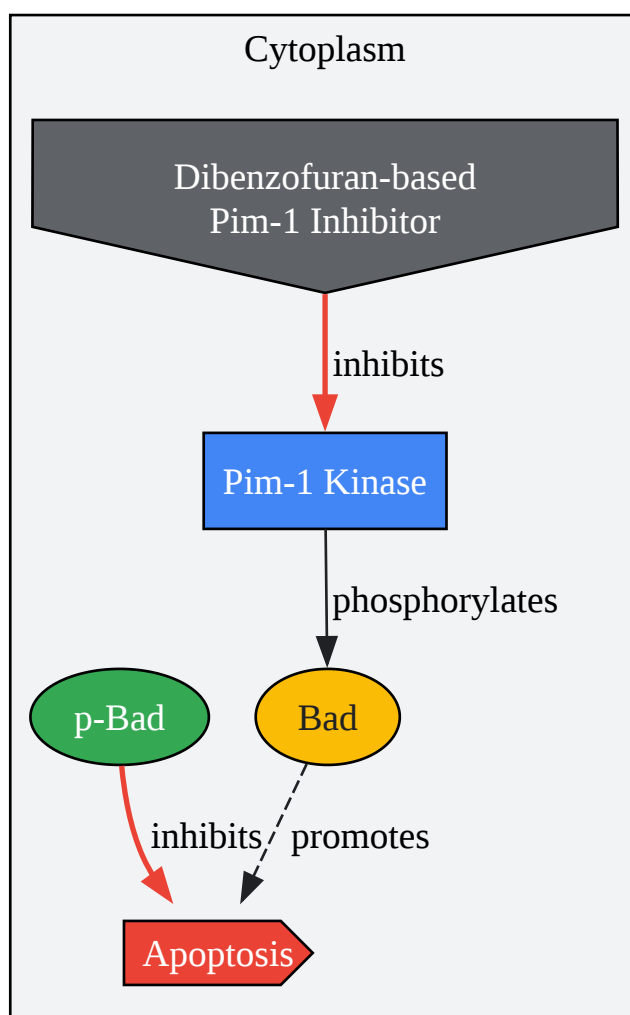 Cytoplasm
Dibenzofuran-based
Pim-1 Inhibitor
inhibits
Pim-1 Kinase
phosphorylates
p-Bad
Bad
inhibits
promotes
Apoptosis